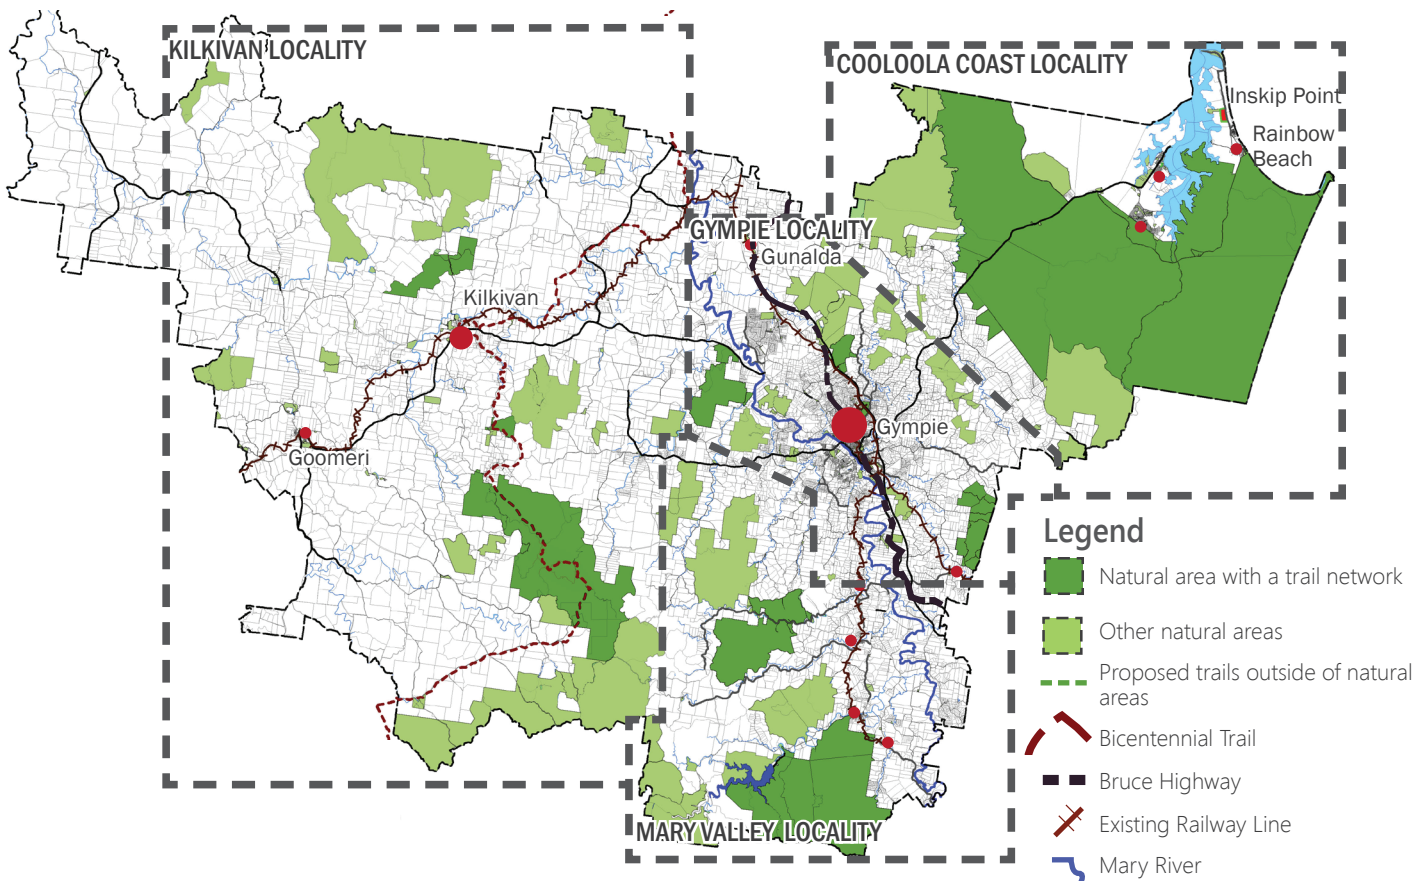 KILKIVAN LOCALITY
COOLOOLA COAST LOCALITY
Inskip Point
Rainbow
Beach
GYMPIE LOCALITY
Gunalda
Kilkivan
Gympie
Goomeri
MARY VALLEY LOCALITY
Legend
Natural area with a trail network
Other natural areas
Proposed trails outside of natural
areas
Bicentennial Trail
Bruce Highway
Existing Railway Line
Mary River